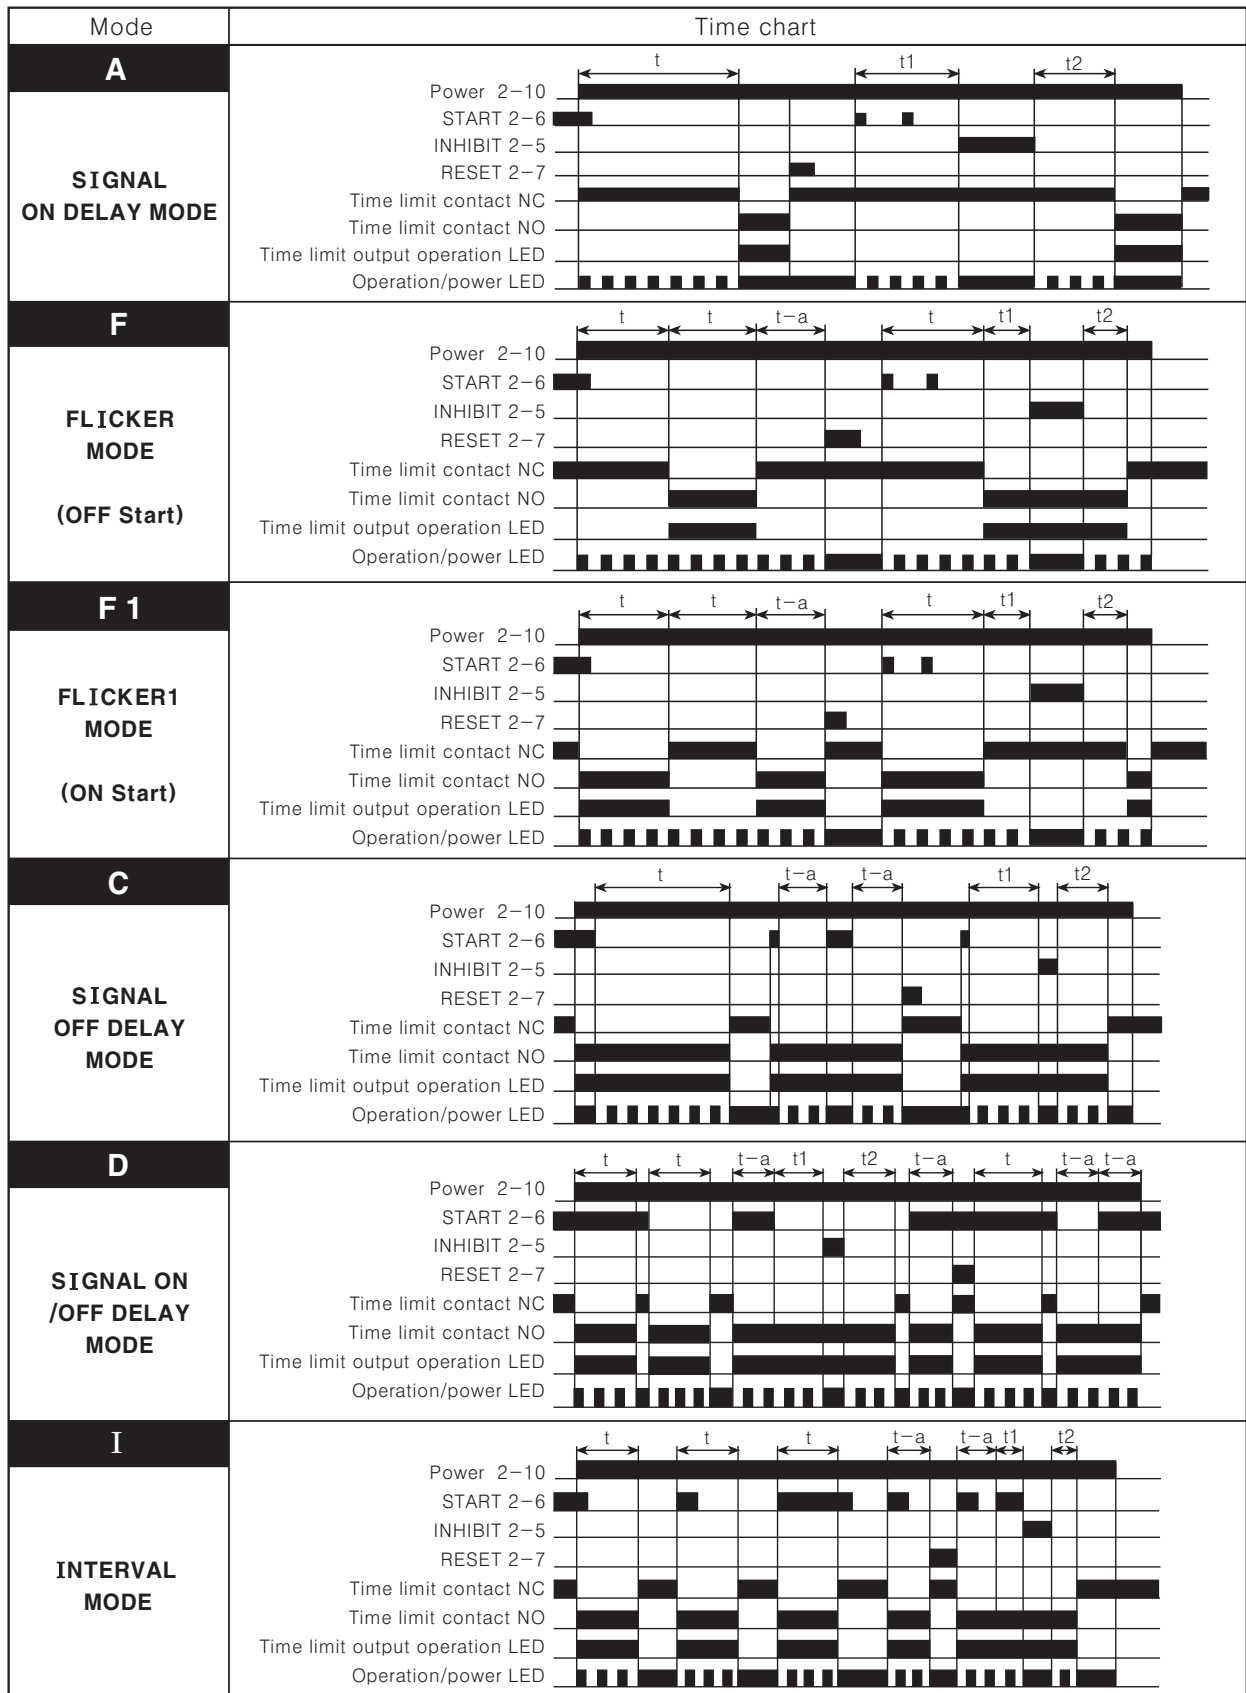 Mode Time chart
A
t t1 t2
Power 2-10
START 2-6
INHIBIT 2-5
RESET 2-7
Time limit contact NC
Time limit contact NO
Time limit output operation LED
Operation/power LED
SIGNAL
ON DELAY MODE
F
t t t-a t t1 t2
Power 2-10
START 2-6
INHIBIT 2-5
RESET 2-7
Time limit contact NC
Time limit contact NO
Time limit output operation LED
Operation/power LED
FLICKER
MODE
(OFF Start)
F 1
t t t-a t t1 t2
Power 2-10
START 2-6
INHIBIT 2-5
RESET 2-7
Time limit contact NC
Time limit contact NO
Time limit output operation LED
Operation/power LED
FLICKER1
MODE
(ON Start)
C
t t-a t-a t1 t2
Power 2-10
START 2-6
INHIBIT 2-5
RESET 2-7
Time limit contact NC
Time limit contact NO
Time limit output operation LED
Operation/power LED
SIGNAL
OFF DELAY
MODE
D
t t t-a t1 t2 t-a t t-a t-a
Power 2-10
START 2-6
INHIBIT 2-5
RESET 2-7
Time limit contact NC
Time limit contact NO
Time limit output operation LED
Operation/power LED
SIGNAL ON
/OFF DELAY
MODE
I
t t t t-a t-a t1 t2
Power 2-10
START 2-6
INHIBIT 2-5
RESET 2-7
Time limit contact NC
Time limit contact NO
Time limit output operation LED
Operation/power LED
INTERVAL
MODE